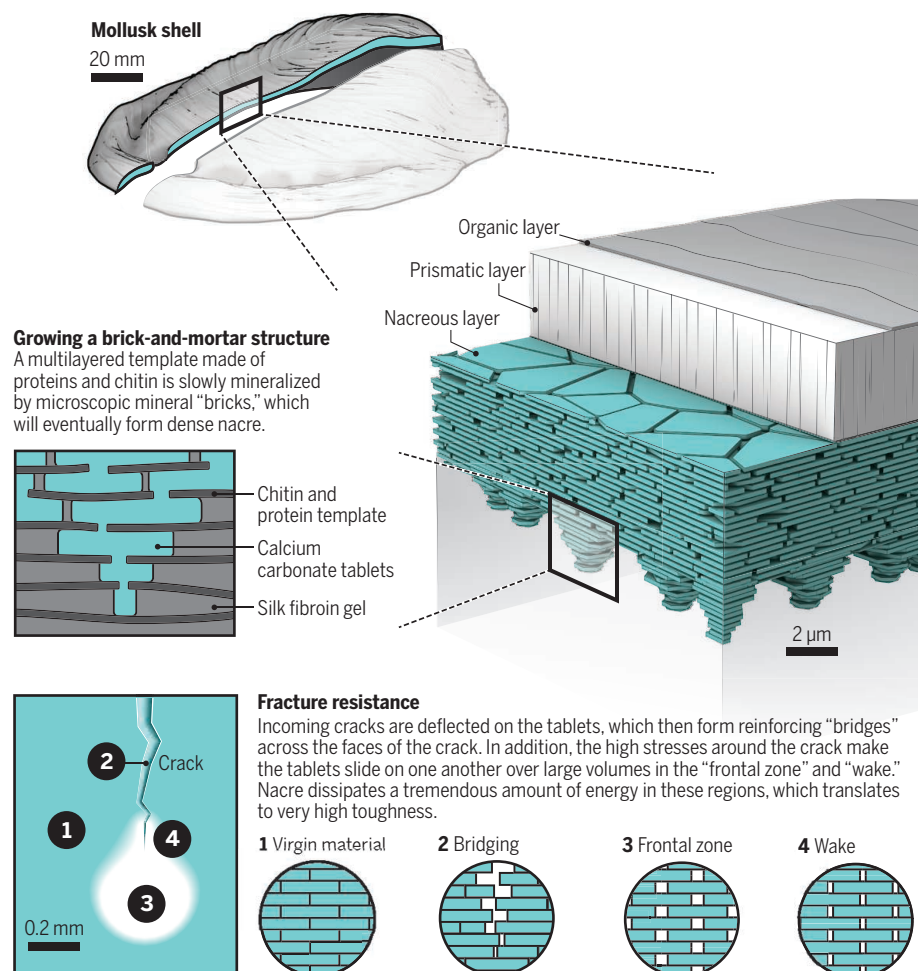 Mollusk shell
20 mm
Organic layer
Prismatic layer
Nacreous layer
Growing a brick-and-mortar structure
A multilayered template made of
proteins and chitin is slowly mineralized
by microscopic mineral “bricks,” which
will eventually form dense nacre.
Chitin and
protein template
Calcium
carbonate tablets
Silk fibroin gel
2 μm
Fracture resistance
Incoming cracks are deflected on the tablets, which then form reinforcing “bridges”
across the faces of the crack. In addition, the high stresses around the crack make
the tablets slide on one another over large volumes in the “frontal zone” and “wake.”
Nacre dissipates a tremendous amount of energy in these regions, which translates
to very high toughness.
2 Crack
1
4
3
0.2 mm
1 Virgin material
2 Bridging
3 Frontal zone
4 Wake